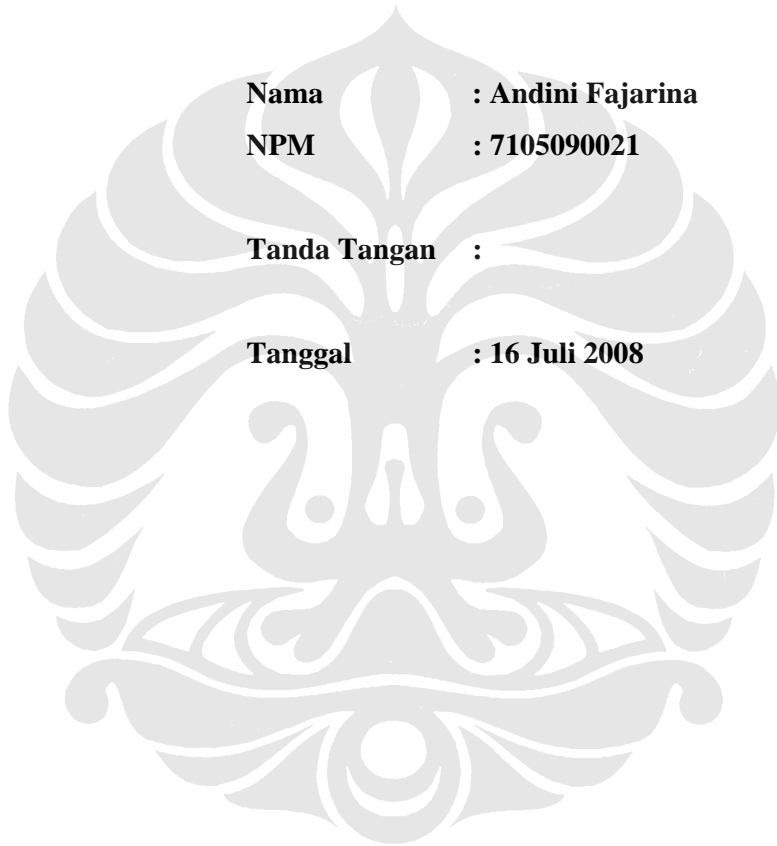 Nama : Andini Fajarina
NPM : 7105090021
Tanda Tangan :
Tanggal : 16 Juli 2008